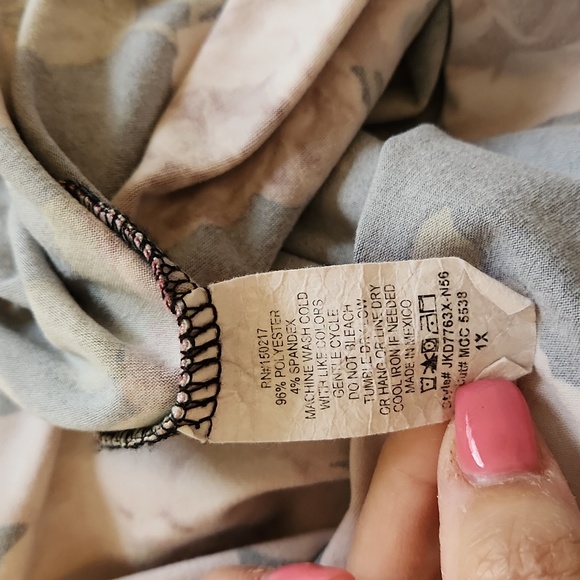 RN#150217
96% POLYESTER
4% SPANDEX
MACHINE WASH COLD
WITH LIKE COLORS
GENTLE CYCLE
DO NOT BLEACH
TUMBLE DRY LOW
OR HANG OR LINE DRY
COOL IRON IF NEEDED
MADE IN MEXICO
Style# JKD7763X-N56
MGC 5538
1X